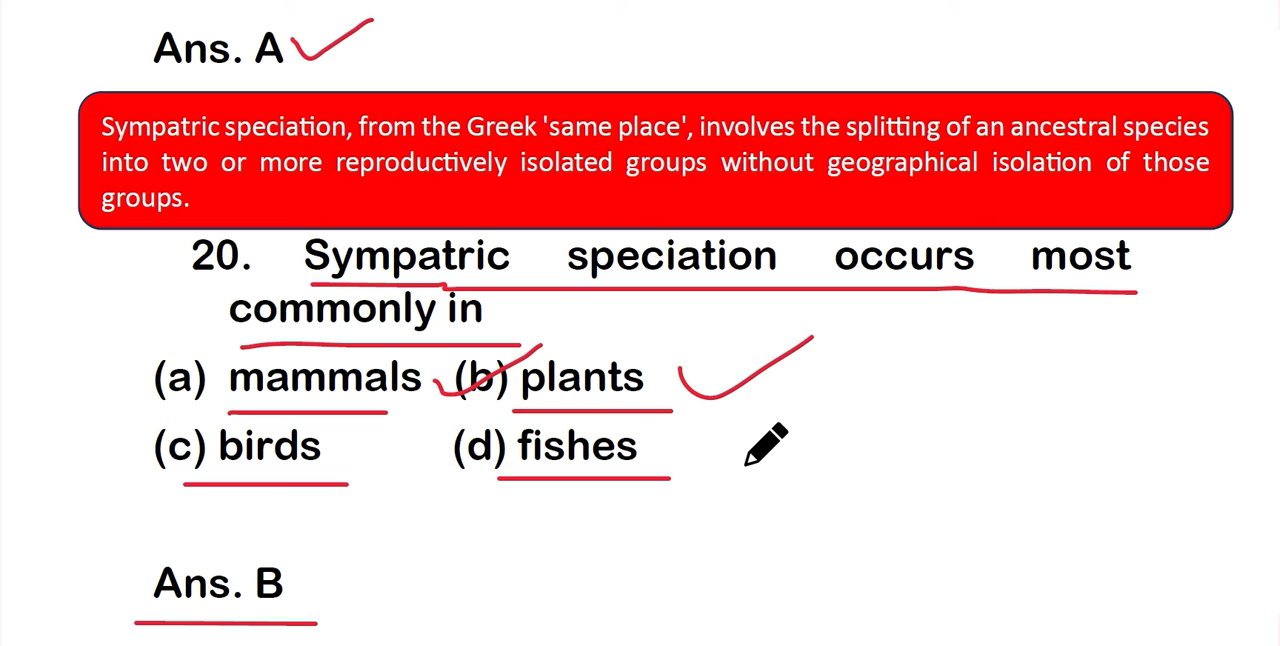 Ans. A
Sympatric speciation, from the Greek 'same place', involves the splitting of an ancestral species
into two or more reproductively isolated groups without geographical isolation of those
groups.
20. Sympatric speciation occurs most
commonly in
(a) mammals (b) plants
(c) birds (d) fishes
Ans. B